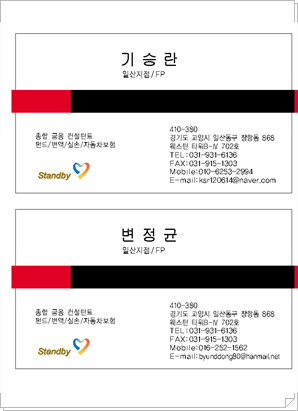 기 승 란
일산지점/FP
종합 금융 컨설턴트
펀드/변액/실손/자동차보험
Standby
410-380
경기도 고양시 일산동구 장항동 868
웨스턴 타워B-Ⅳ 702호
TEL:031-931-6136
FAX:031-915-1303
Mobile:010-6253-2994
E-mail:ksr120614@naver.com
변 정 균
일산지점/FP
종합 금융 컨설턴트
펀드/변액/실손/자동차보험
Standby
410-380
경기도 고양시 일산동구 장항동 868
웨스턴 타워B-Ⅳ 702호
TEL:031-931-6136
FAX:031-915-1303
Mobile:016-252-1562
E-mail:byunddong80@hanmail.net